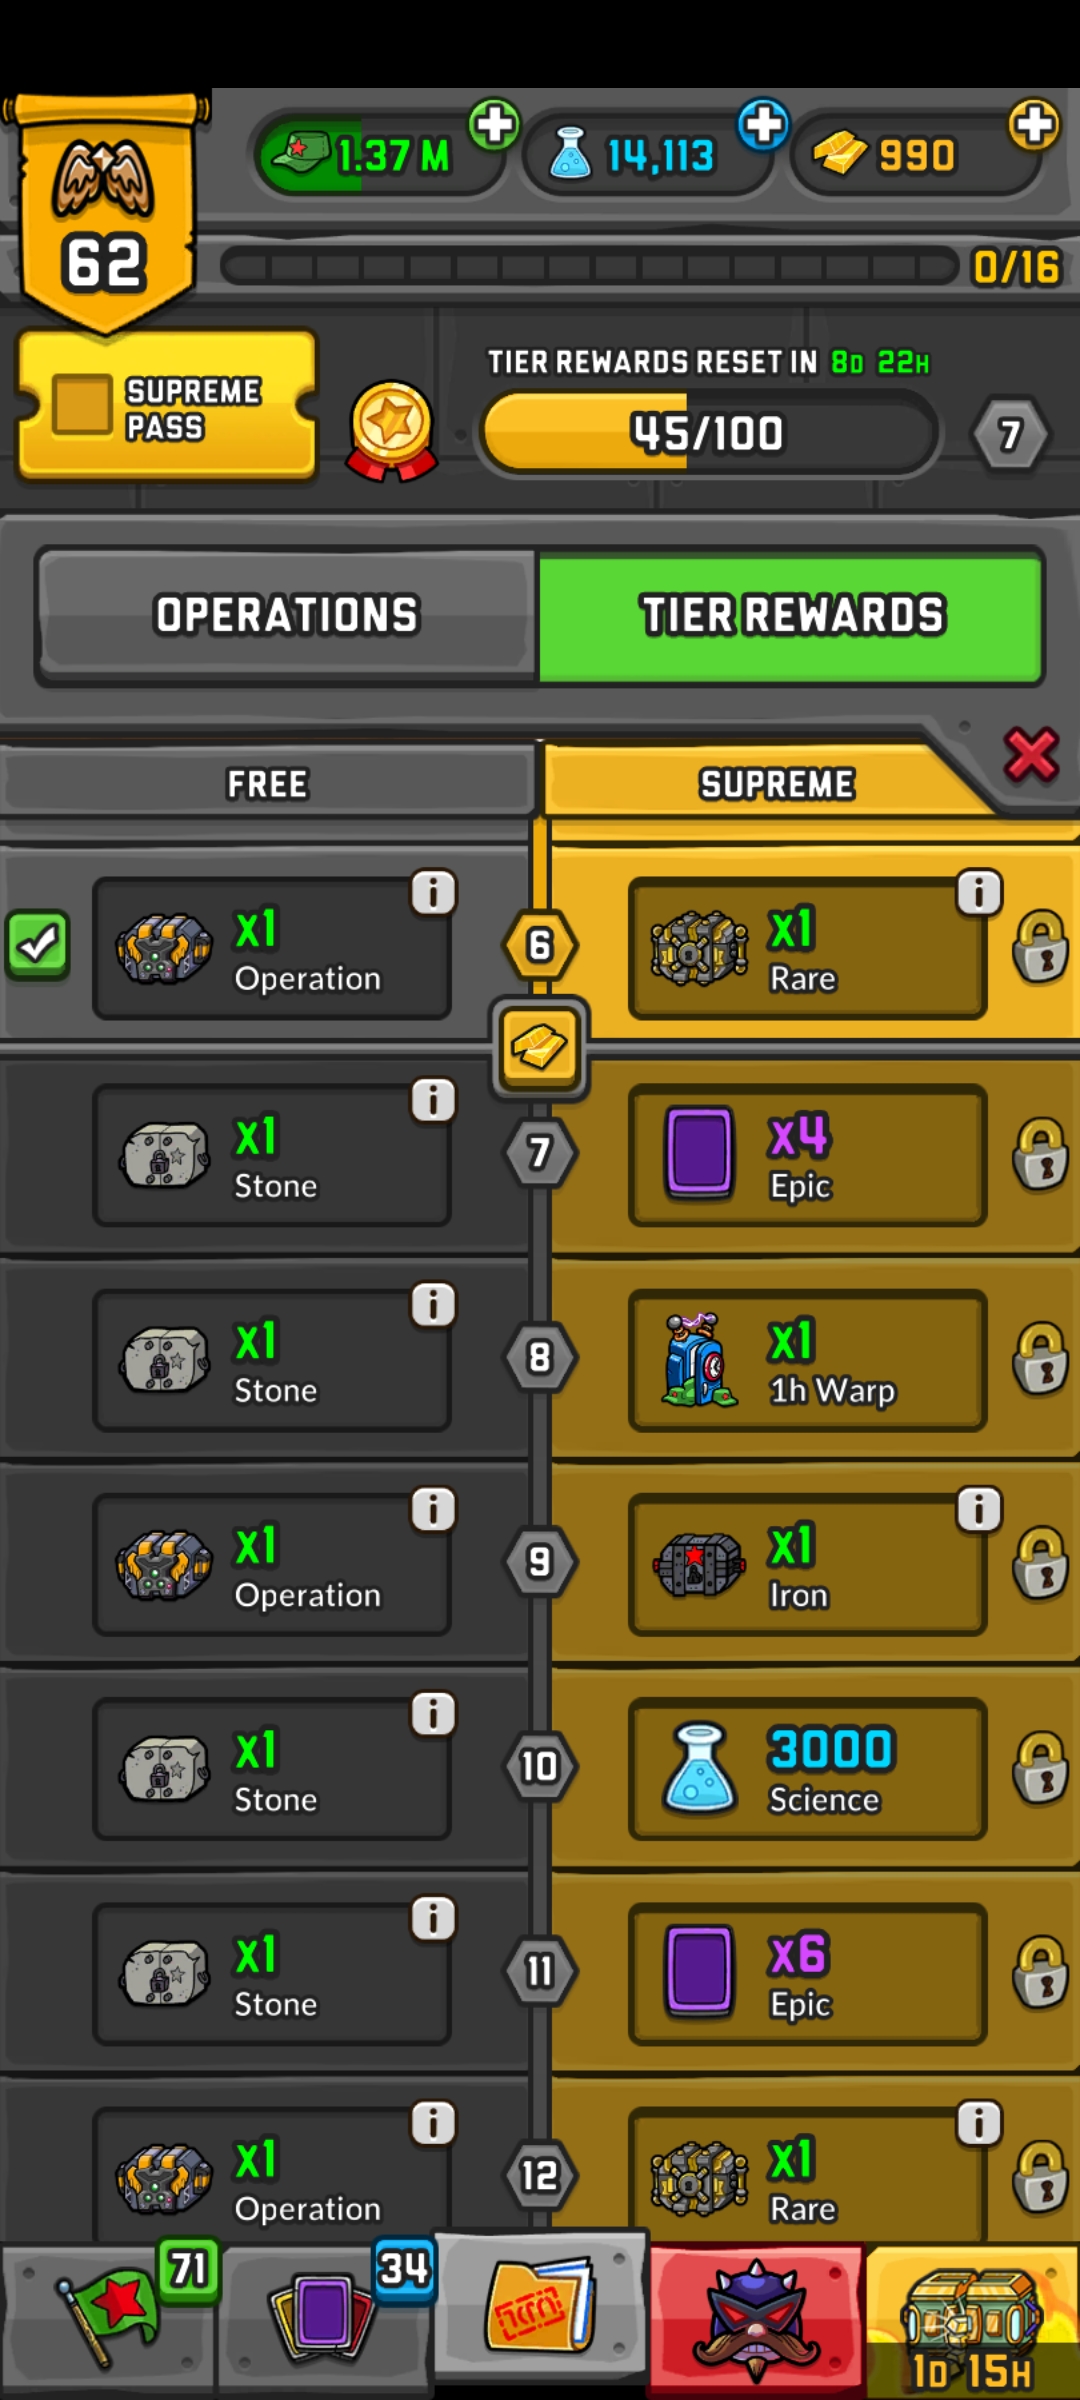 1.37 M
14,113
990
62
0/16
SUPREME
PASS
TIER REWARDS RESET IN 8D 22H
45/100
7
OPERATIONS
TIER REWARDS
FREE
SUPREME
x1
Operation
6
x1
Rare
x1
Stone
7
x4
Epic
x1
Stone
8
x1
1h Warp
x1
Operation
9
x1
Iron
x1
Stone
10
3000
Science
x1
Stone
11
x6
Epic
x1
Operation
12
x1
Rare
71
34
1D 15H